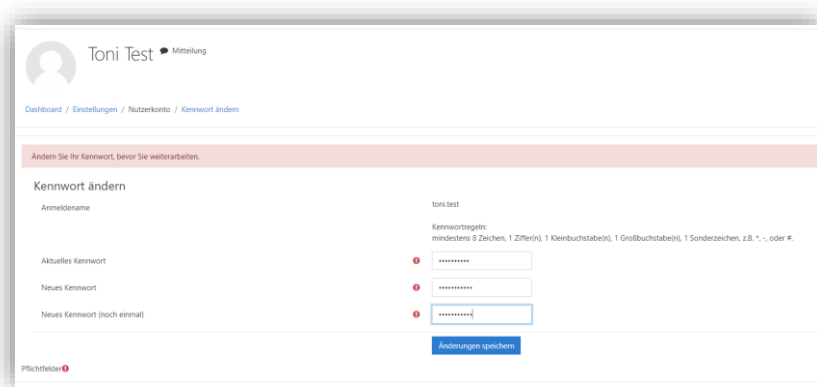 Toni Test Mitteilung
Dashboard / Einstellungen / Nutzerkonto / Kennwort ändern
Ändern Sie Ihr Kennwort, bevor Sie weiterarbeiten.
Kennwort ändern
Anmeldename toni.test
Kennwortregeln:
mindestens 8 Zeichen, 1 Ziffer(n), 1 Kleinbuchstabe(n), 1 Großbuchstabe(n), 1 Sonderzeichen, z.B. *, -, oder #.
Aktuelles Kennwort ••••••••••
Neues Kennwort •••••••••••
Neues Kennwort (noch einmal) •••••••••••
Änderungen speichern
Pflichtfelder